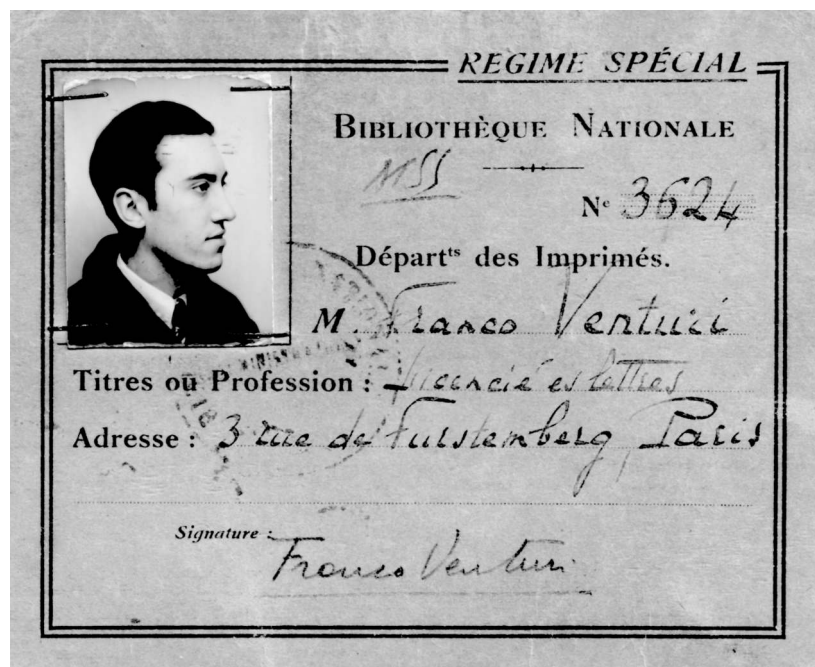 REGIME SPÉCIAL
BIBLIOTHÈQUE NATIONALE
MSS
Nº 3624
Départts des Imprimés.
M. Franco Venturi
Titres ou Profession : Licencié es lettres
Adresse : 3 rue de Furstemberg, Paris
Signature :
Franco Venturi